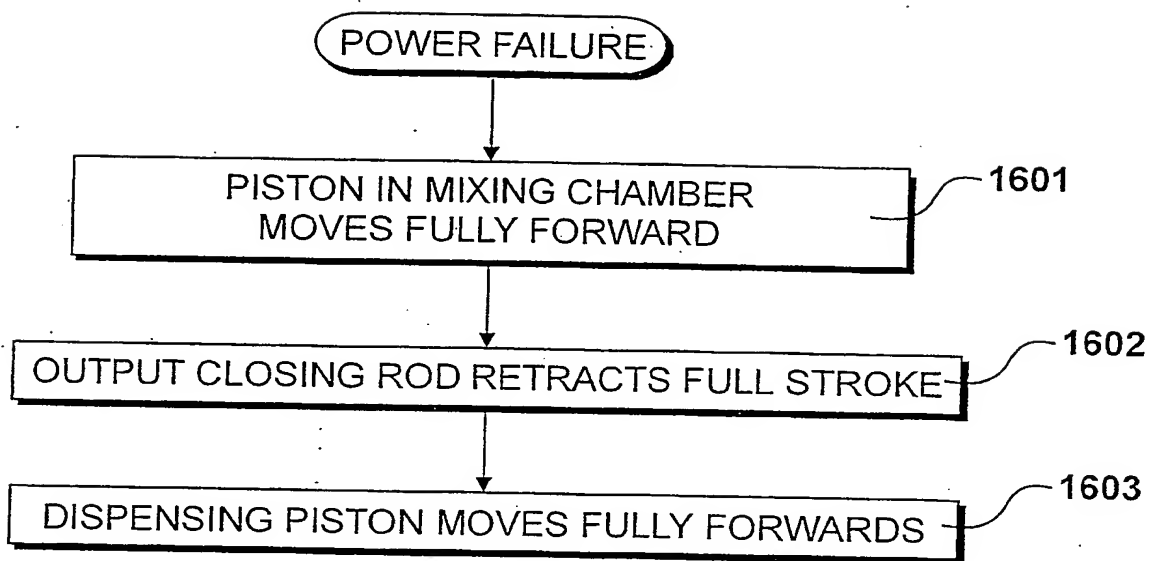 POWER FAILURE
PISTON IN MIXING CHAMBER
MOVES FULLY FORWARD
1601
OUTPUT CLOSING ROD RETRACTS FULL STROKE
1602
DISPENSING PISTON MOVES FULLY FORWARDS
1603